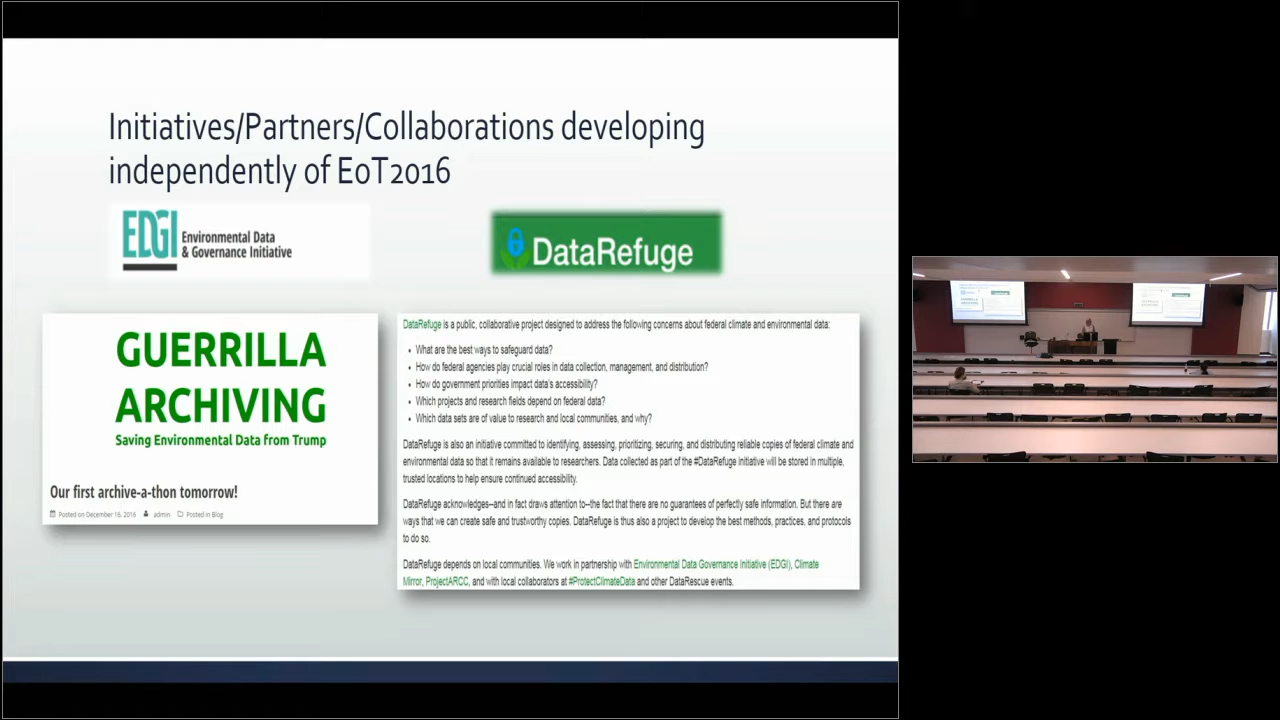 Initiatives/Partners/Collaborations developing
independently of EoT2016
EDGI Environmental Data
& Governance Initiative
DataRefuge
GUERRILLA
ARCHIVING
Saving Environmental Data from Trump
Our first archive-a-thon tomorrow!
Posted on December 16, 2016 admin Posted in Blog
DataRefuge is a public, collaborative project designed to address the following concerns about federal climate and environmental data:
• What are the best ways to safeguard data?
• How do federal agencies play crucial roles in data collection, management, and distribution?
• How do government priorities impact data's accessibility?
• Which projects and research fields depend on federal data?
• Which data sets are of value to research and local communities, and why?
DataRefuge is also an initiative committed to identifying, assessing, prioritizing, securing, and distributing reliable copies of federal climate and
environmental data so that it remains available to researchers. Data collected as part of the #DataRefuge initiative will be stored in multiple,
trusted locations to help ensure continued accessibility.
DataRefuge acknowledges–and in fact draws attention to–the fact that there are no guarantees of perfectly safe information. But there are
ways that we can create safe and trustworthy copies. DataRefuge is thus also a project to develop the best methods, practices, and protocols
to do so.
DataRefuge depends on local communities. We work in partnership with Environmental Data Governance Initiative (EDGI), Climate
Mirror, ProjectARCC, and with local collaborators at #ProtectClimateData and other DataRescue events.